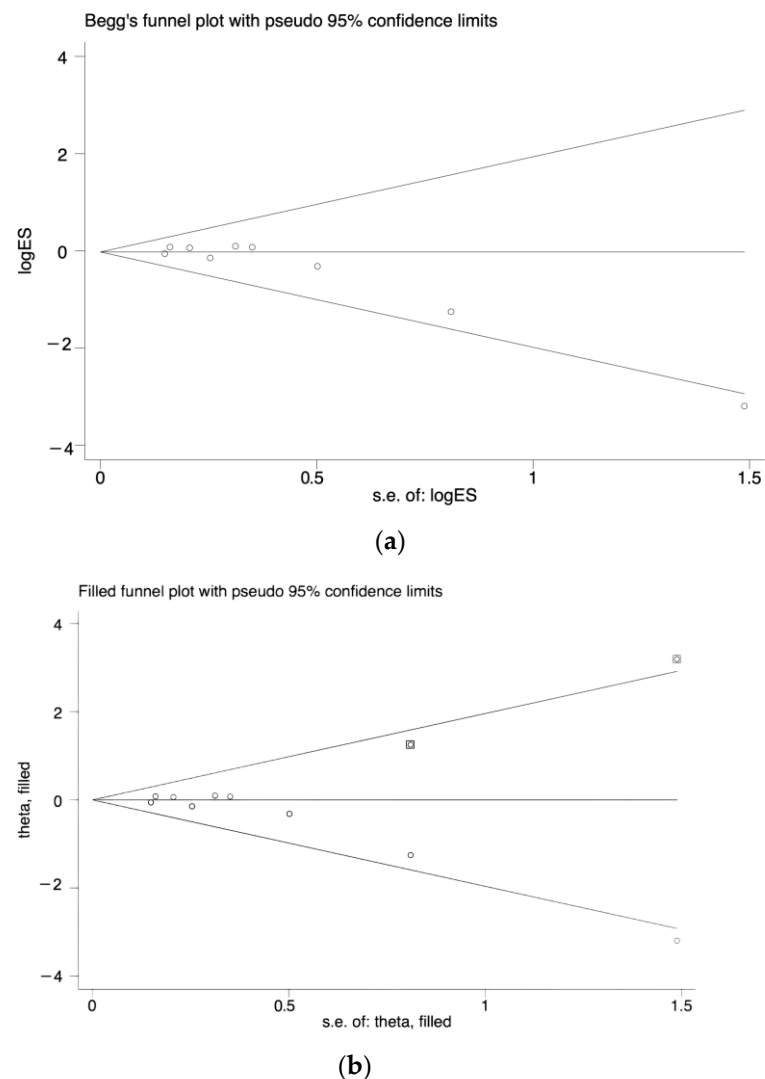 Begg's funnel plot with pseudo 95% confidence limits
4
2
0
−2
−4
logES
0 0.5 1 1.5
s.e. of: logES
(a)
Filled funnel plot with pseudo 95% confidence limits
4
2
0
−2
−4
theta, filled
0 0.5 1 1.5
s.e. of: theta, filled
(b)